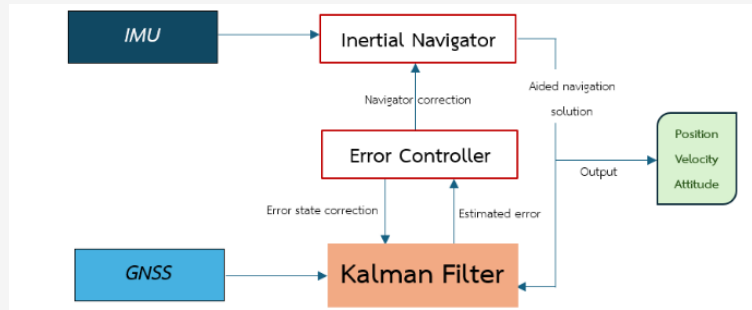 IMU
Inertial Navigator
Navigator correction
Aided navigation
solution
Error Controller
Position
Velocity
Attitude
Output
Error state correction
Estimated error
GNSS
Kalman Filter